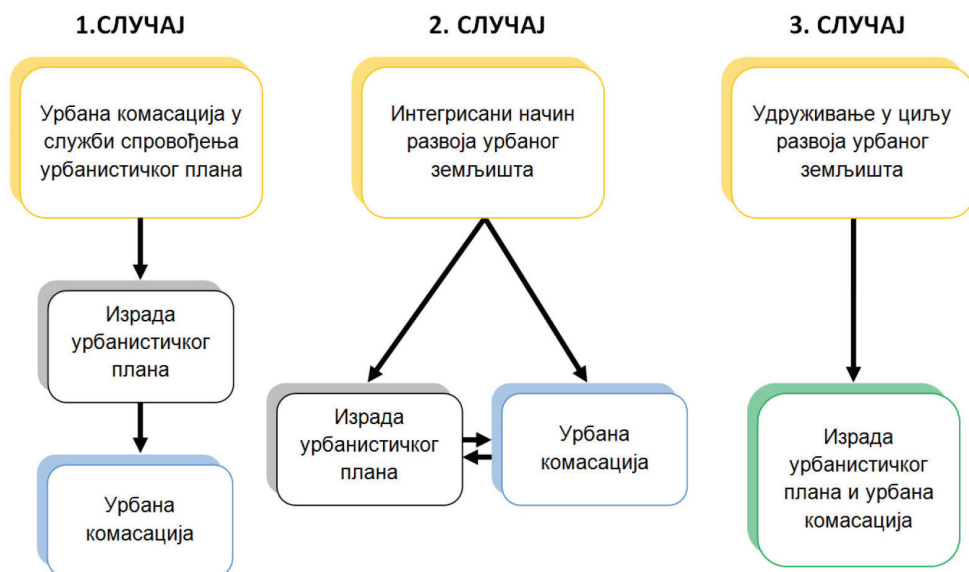 1.СЛУЧАЈ
Урбана комасација у
служби спровођења
урбанистичког плана
Израда
урбанистичког
плана
Урбана
комасација
2. СЛУЧАЈ
Интегрисани начин
развоја урбаног
земљишта
Израда
урбанистичког
плана
Урбана
комасација
3. СЛУЧАЈ
Удруживање у циљу
развоја урбаног
земљишта
Израда
урбанистичког
плана и урбана
комасација